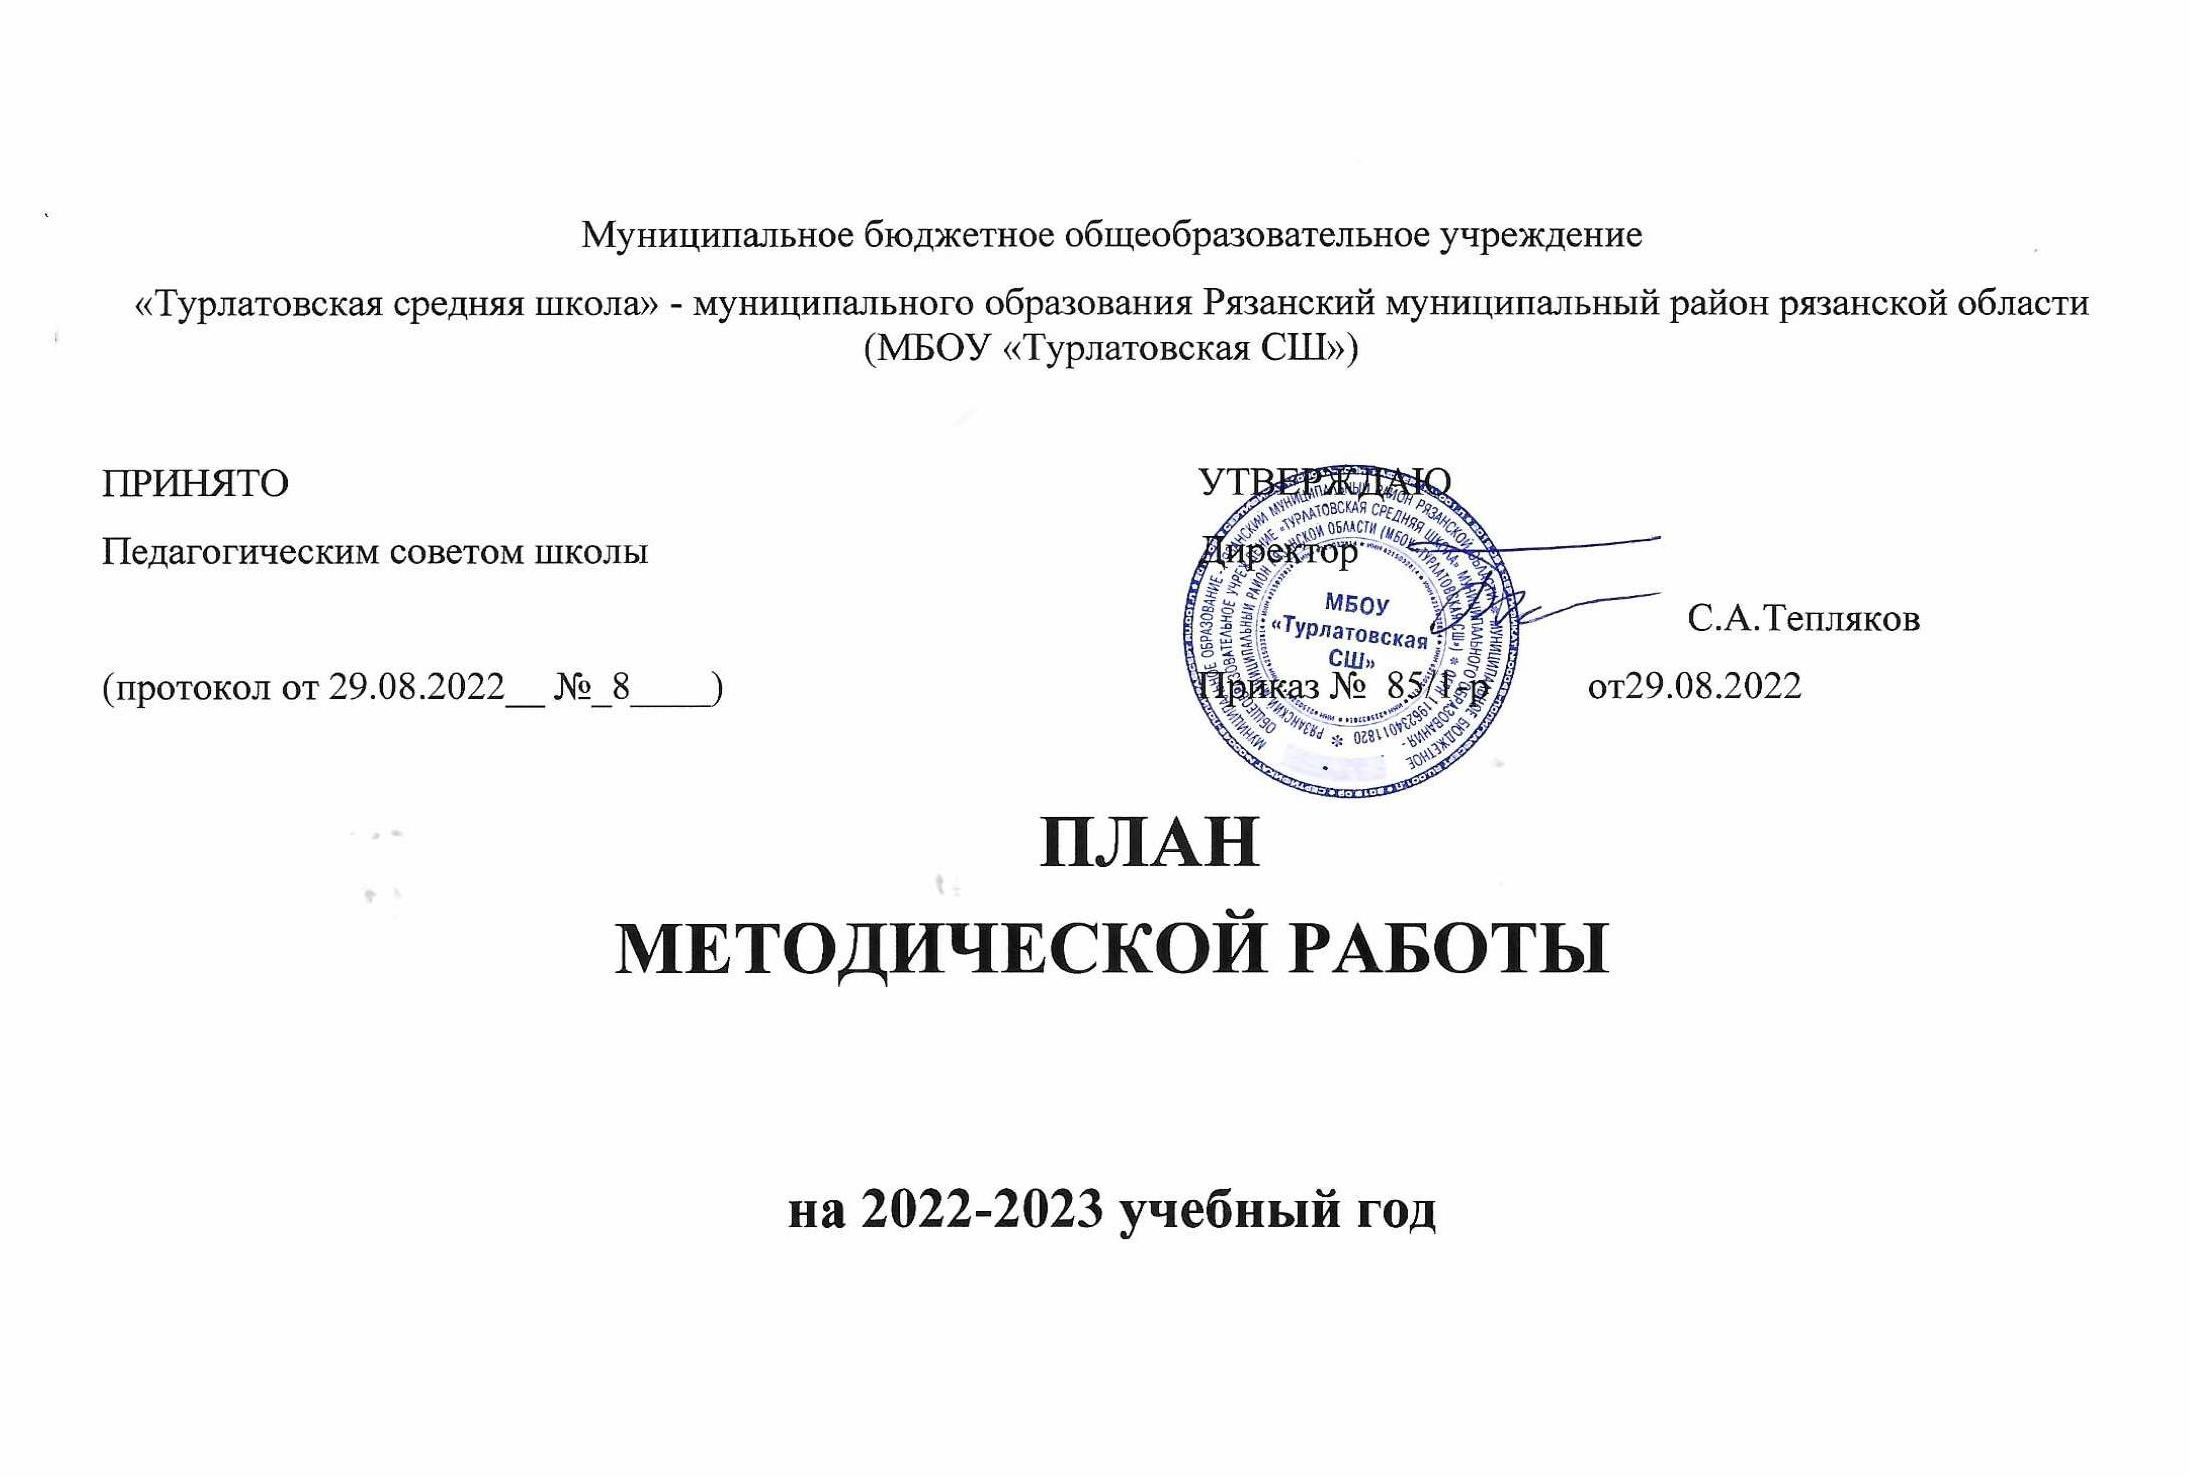 Муниципальное бюджетное общеобразовательное учреждение
«Турлатовская средняя школа» - муниципального образования Рязанский муниципальный район рязанской области
(МБОУ «Турлатовская СШ»)
ПРИНЯТО
УТВЕРЖДАЮ
Педагогическим советом школы
Директор
С.А.Тепляков
(протокол от 29.08.2022__ №_8____)
Приказ № 85/1-р от29.08.2022
МБОУ
«Турлатовская
СШ»
ПЛАН
МЕТОДИЧЕСКОЙ РАБОТЫ
на 2022-2023 учебный год